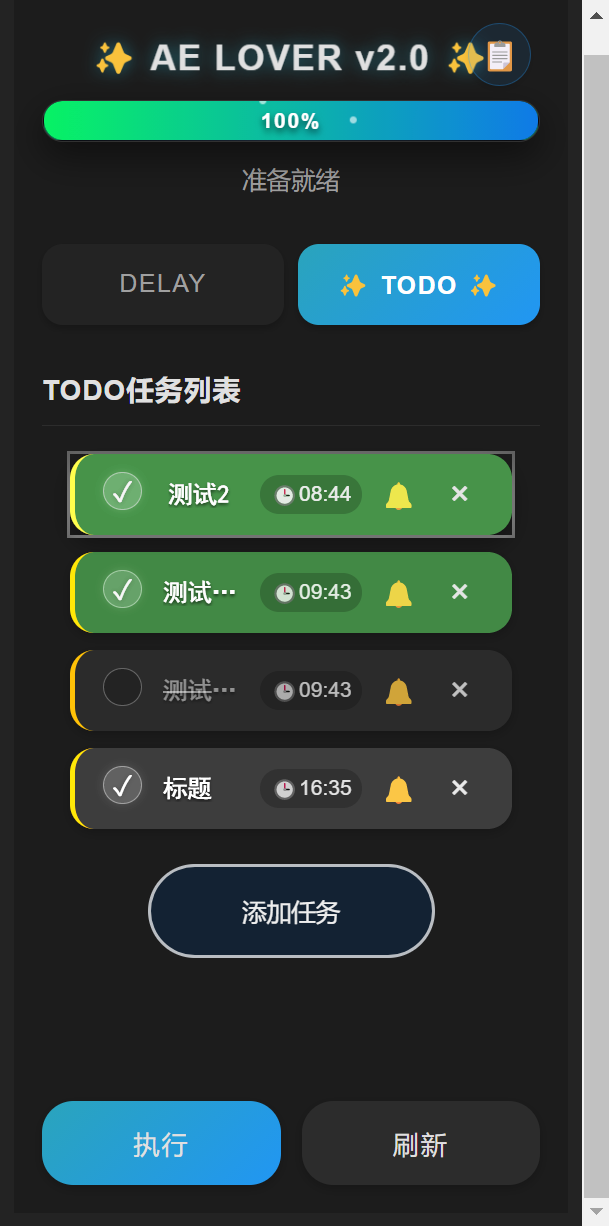 ✨ AE LOVER v2.0 ✨
100%
准备就绪
DELAY
✨ TODO ✨
TODO任务列表
✓ 测试2 08:44 ×
✓ 测试… 09:43 ×
测试… 09:43 ×
✓ 标题 16:35 ×
添加任务
执行
刷新